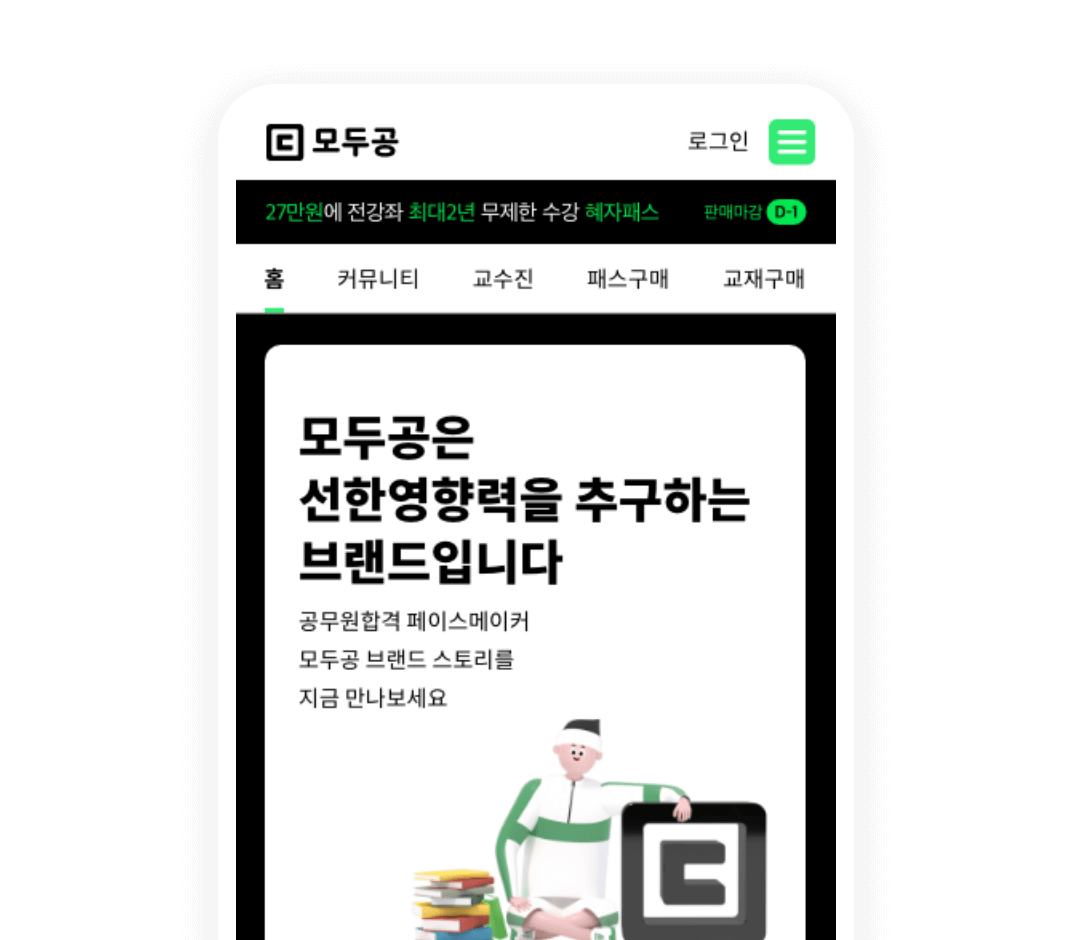 모두공
로그인
27만원에 전강좌 최대2년 무제한 수강 혜자패스 판매마감 D-1
홈 커뮤니티 교수진 패스구매 교재구매
모두공은
선한영향력을 추구하는
브랜드입니다
공무원합격 페이스메이커
모두공 브랜드 스토리를
지금 만나보세요